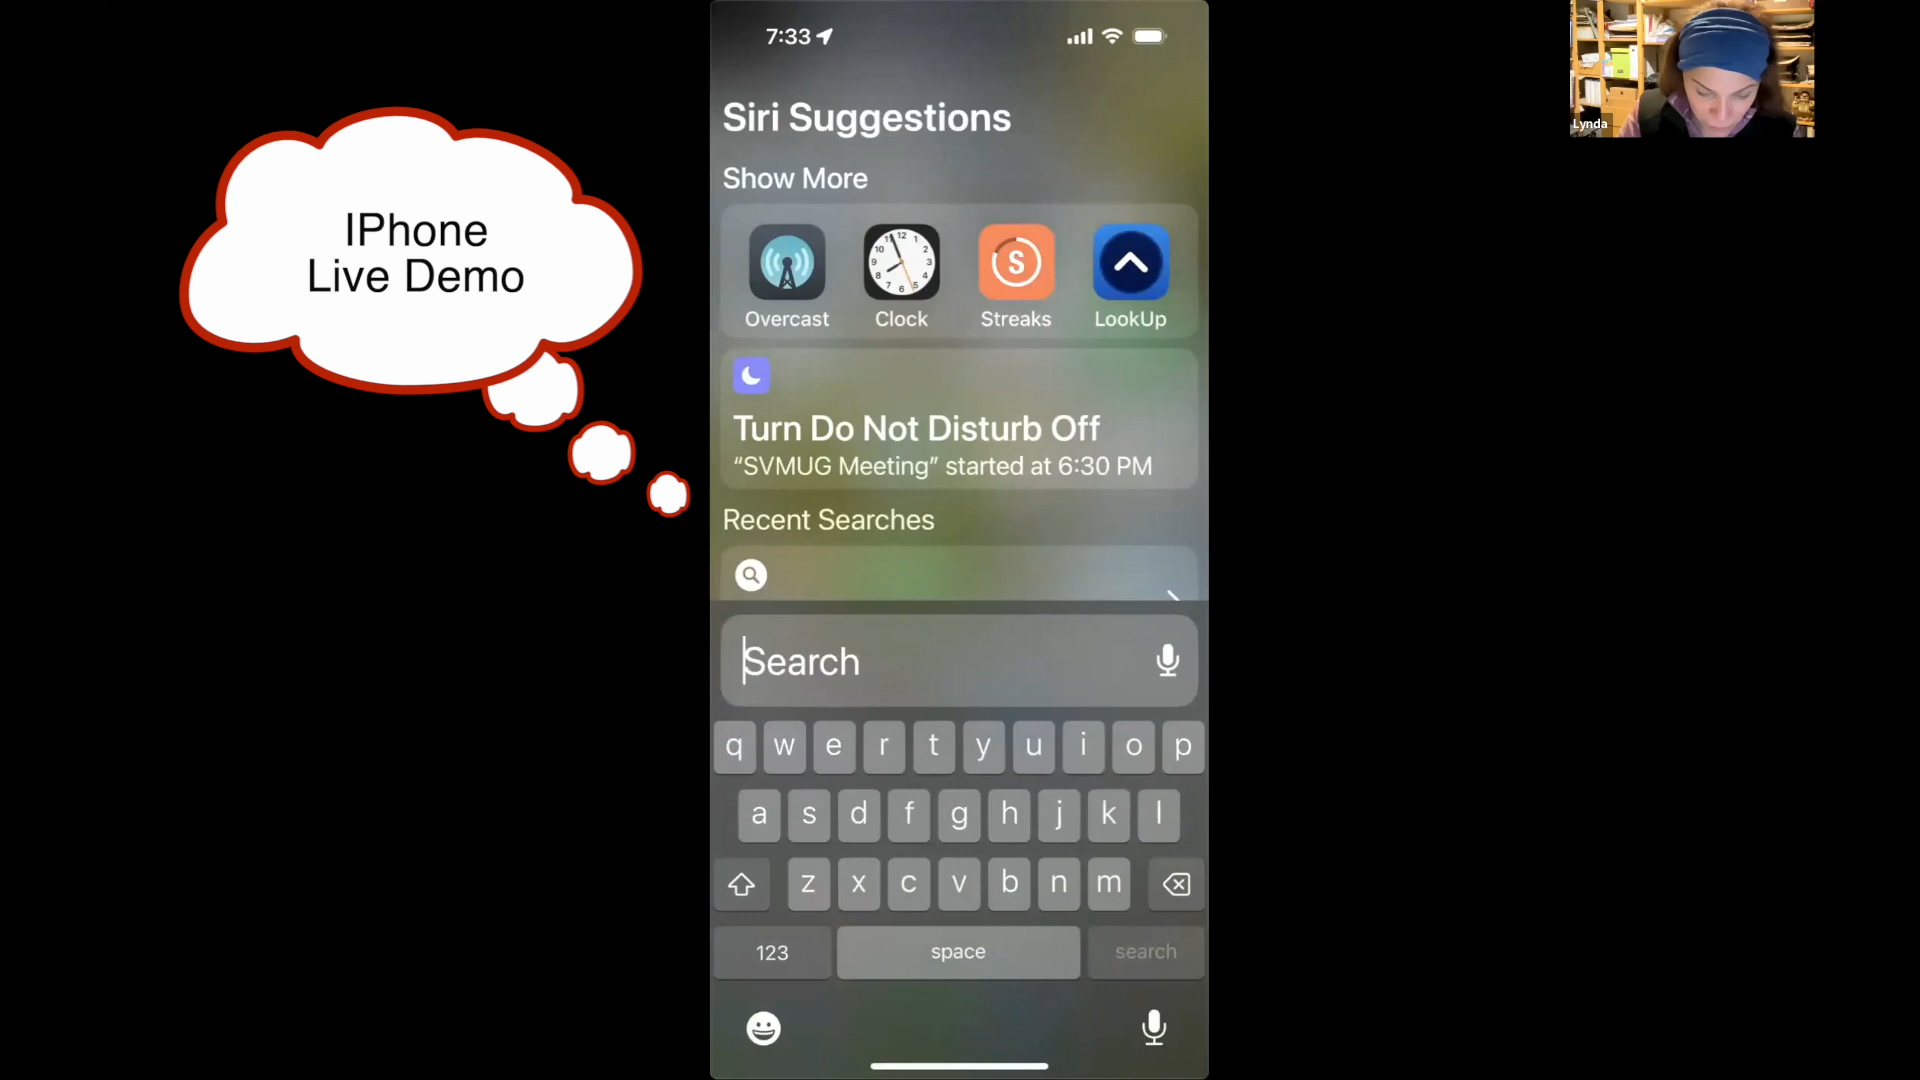 IPhone
Live Demo
7:33
Siri Suggestions
Show More
Overcast
Clock
Streaks
LookUp
Turn Do Not Disturb Off
“SVMUG Meeting” started at 6:30 PM
Recent Searches
Search
q w e r t y u i o p
a s d f g h j k l
z x c v b n m
123 space search
Lynda